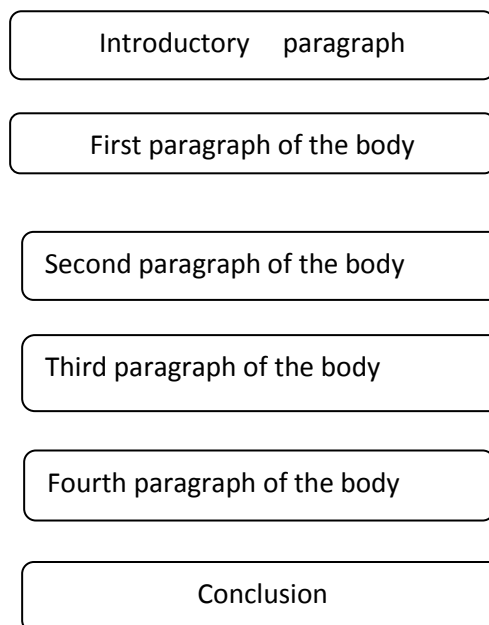 Introductory paragraph
First paragraph of the body
Second paragraph of the body
Third paragraph of the body
Fourth paragraph of the body
Conclusion